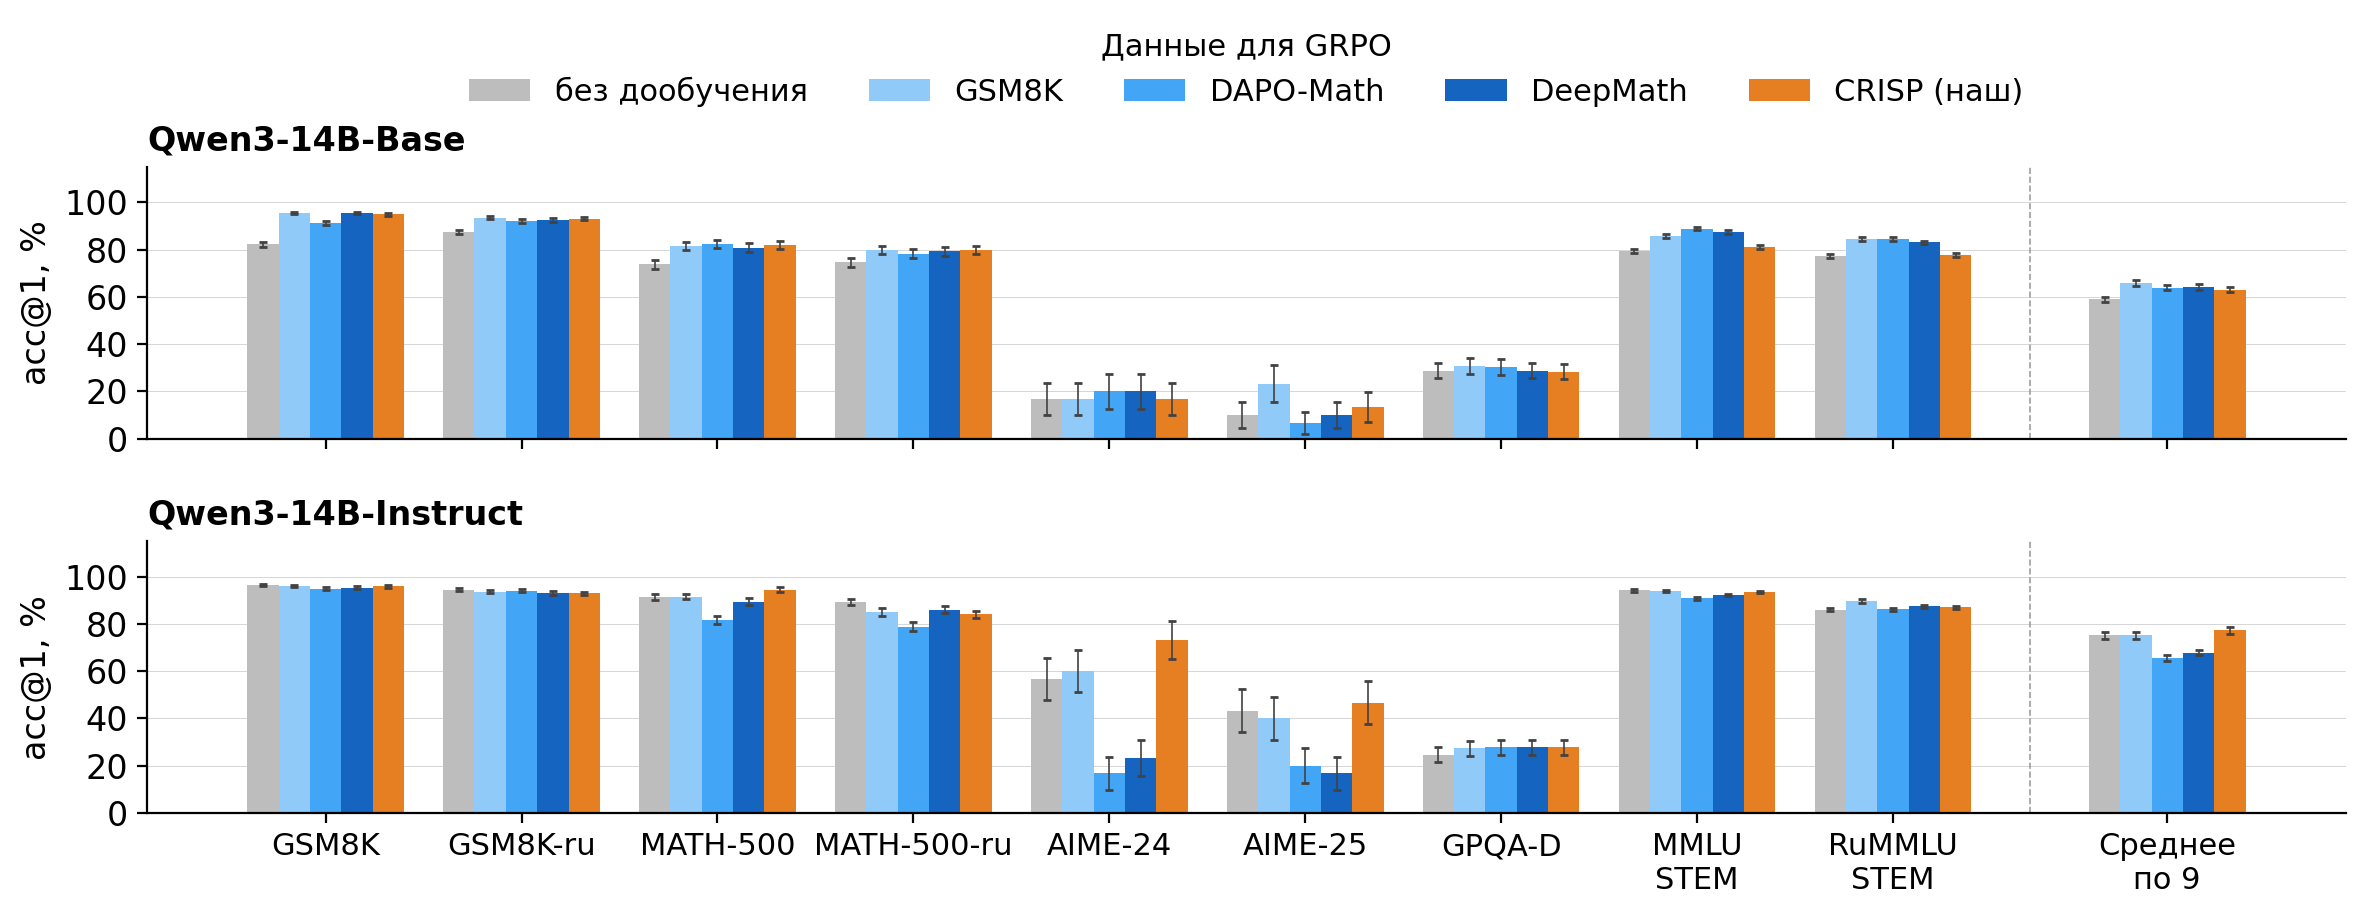 Данные для GRPO
без дообучения GSM8K DAPO-Math DeepMath CRISP (наш)
Qwen3-14B-Base
acc@1, %
100
80
60
40
20
0
Qwen3-14B-Instruct
acc@1, %
100
80
60
40
20
0
GSM8K GSM8K-ru MATH-500 MATH-500-ru AIME-24 AIME-25 GPQA-D MMLU RuMMLU Среднее
STEM STEM по 9